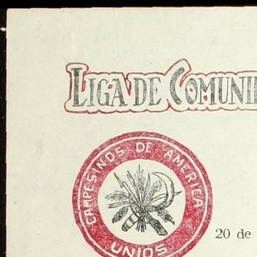 LIGA DE COMUNI
CAMPESINOS DE AMERICA
UNIOS
20 de